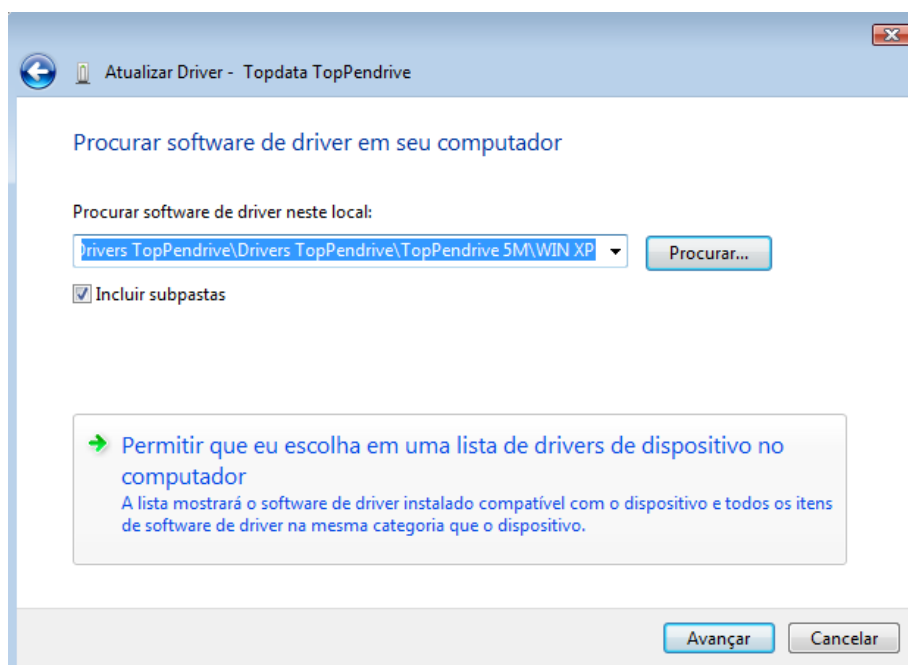 Atualizar Driver - Topdata TopPendrive
Procurar software de driver em seu computador
Procurar software de driver neste local:
Drivers TopPendrive\Drivers TopPendrive\TopPendrive 5M\WIN XP
Procurar...
Incluir subpastas
Permitir que eu escolha em uma lista de drivers de dispositivo no
computador
A lista mostrará o software de driver instalado compatível com o dispositivo e todos os itens
de software de driver na mesma categoria que o dispositivo.
Avançar
Cancelar